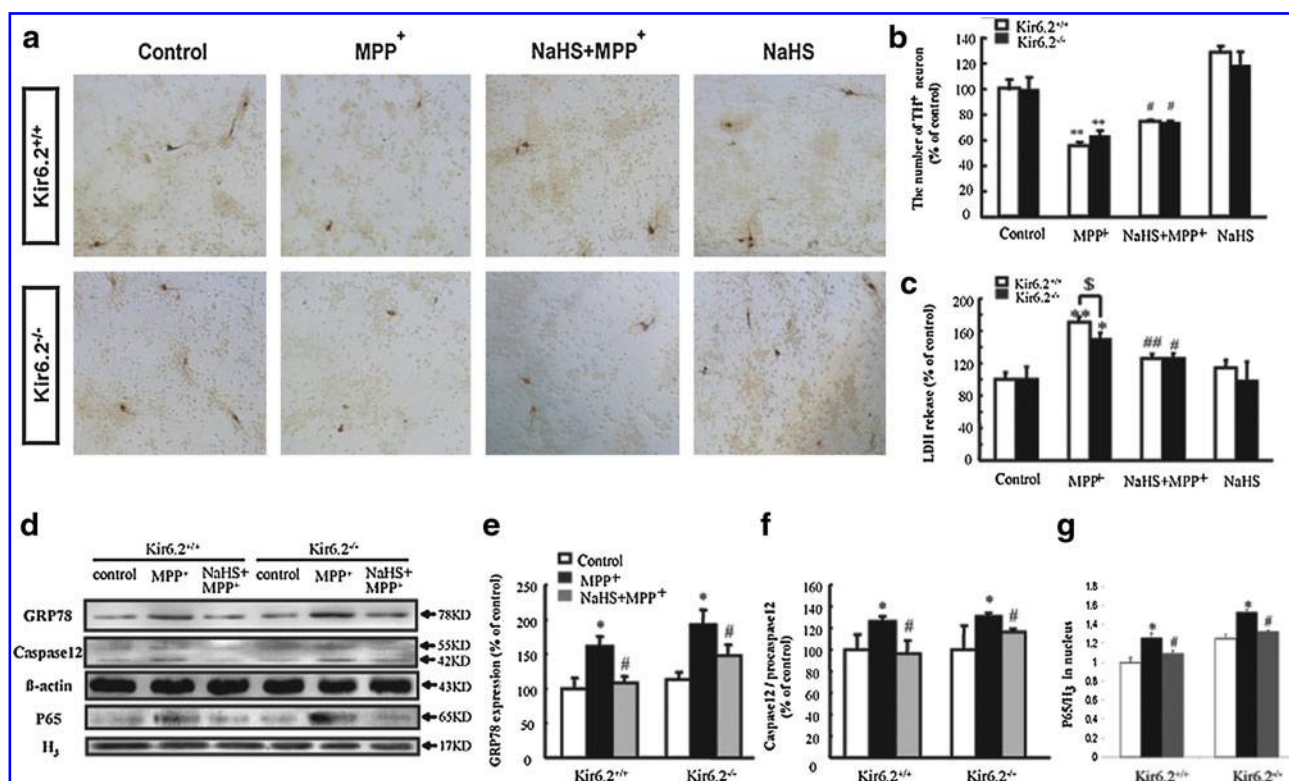 a
Control MPP⁺ NaHS+MPP⁺ NaHS
Kir6.2⁺/⁺
Kir6.2⁻/⁻
b
Kir6.2⁺/⁺
Kir6.2⁻/⁻
The number of TH⁺ neuron
(% of control)
140
120
100
80
60
40
20
0
** ** # #
Control MPP⁺ NaHS+MPP⁺ NaHS
c
Kir6.2⁺/⁺
Kir6.2⁻/⁻
LDH release (% of control)
200
160
120
80
40
0
$
** * ## #
Control MPP⁺ NaHS+MPP⁺ NaHS
d
Kir6.2⁺/⁺ Kir6.2⁻/⁻
control MPP⁺ NaHS+ control MPP⁺ NaHS+
MPP⁺ MPP⁺
GRP78 78KD
Caspase12 55KD
42KD
ß-actin 43KD
P65 65KD
H₃ 17KD
e
Control
MPP⁺
NaHS+MPP⁺
GRP78 expression (% of control)
250
200
150
100
50
0
* # * #
Kir6.2⁺/⁺ Kir6.2⁻/⁻
f
Caspase12 / procaspase12
(% of control)
160
140
120
100
80
60
40
20
0
* # * #
Kir6.2⁺/⁺ Kir6.2⁻/⁻
g
P65/H₃ in nucleus
1.8
1.6
1.4
1.2
1
0.8
0.6
0.4
0.2
0
* # * #
Kir6.2⁺/⁺ Kir6.2⁻/⁻